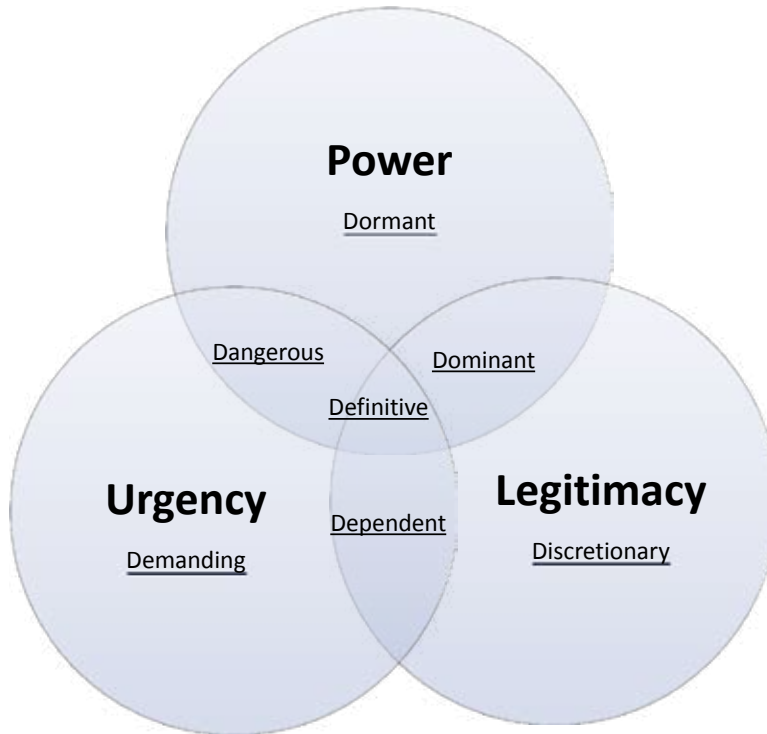 Power
Dormant
Dangerous
Dominant
Definitive
Urgency
Demanding
Dependent
Legitimacy
Discretionary